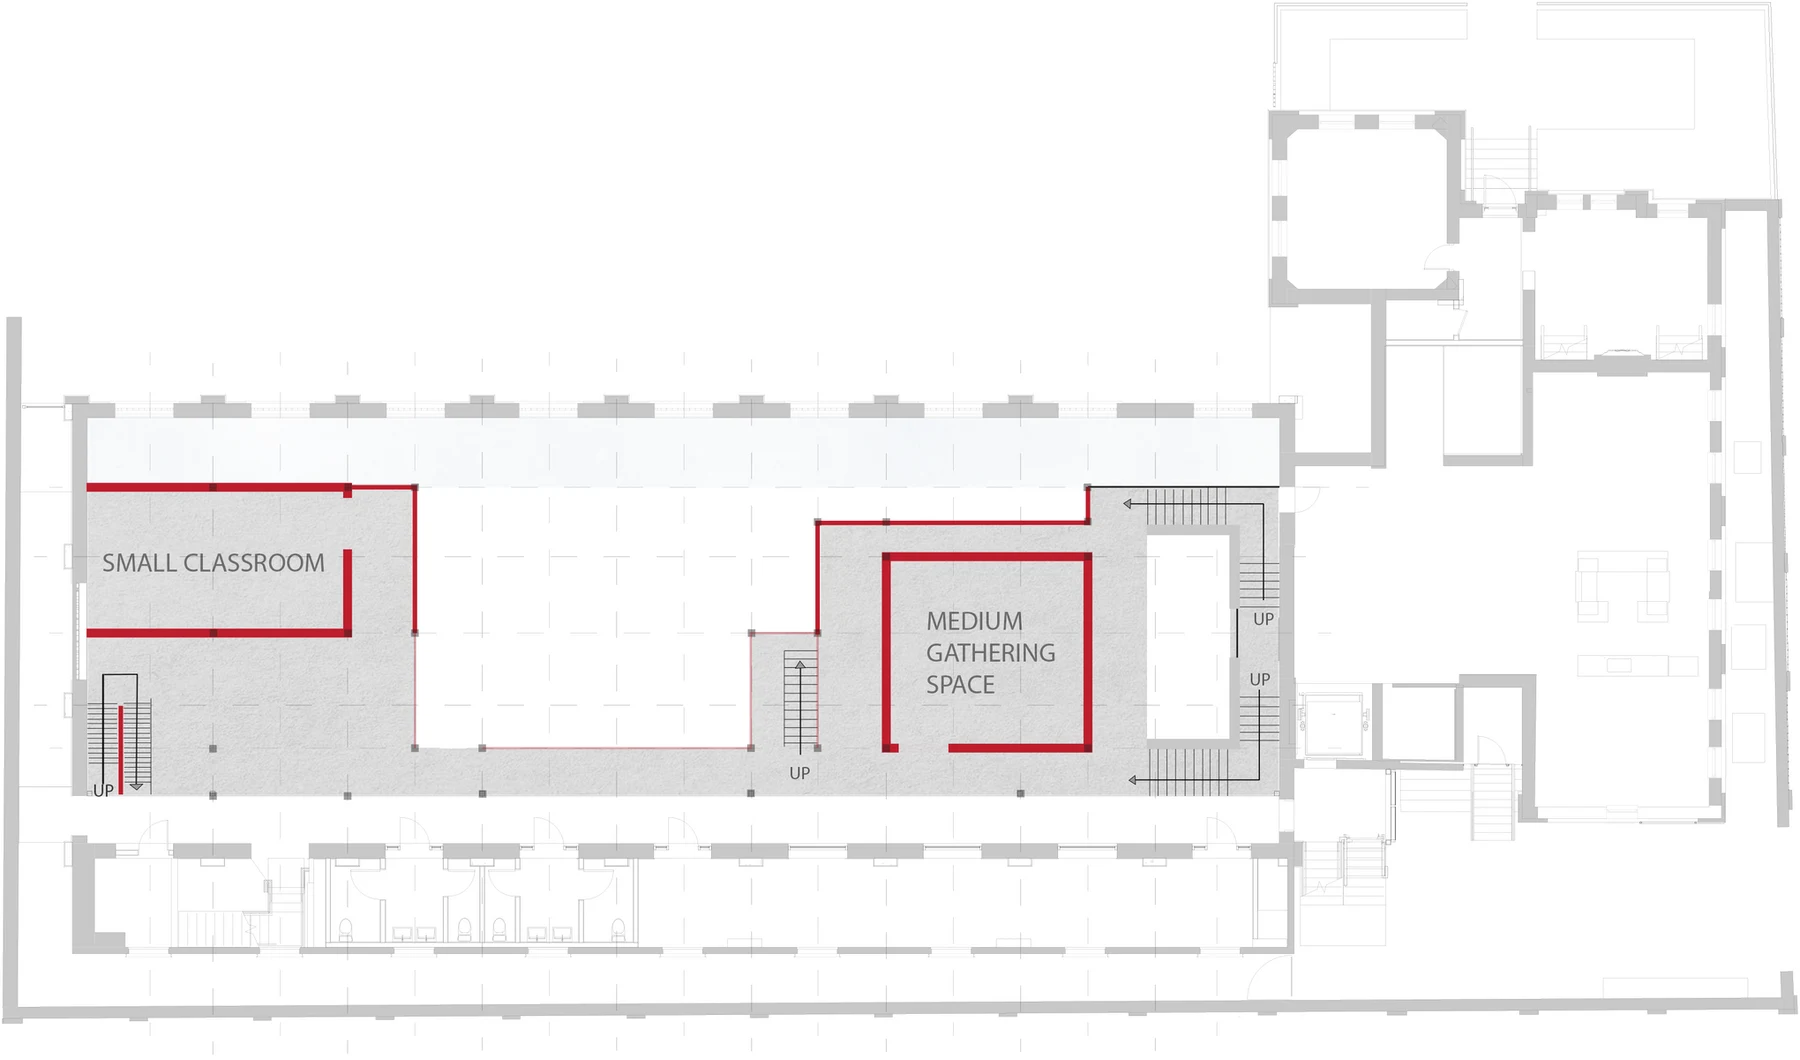 SMALL CLASSROOM
MEDIUM
GATHERING
SPACE
UP
UP
UP
UP